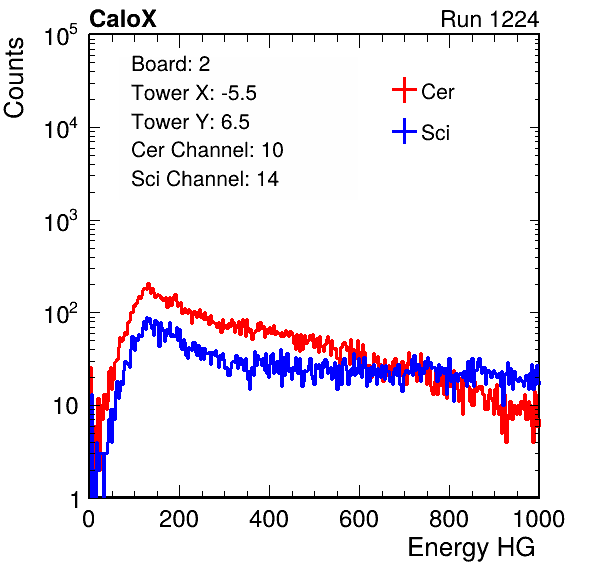 CaloX Run 1224
Counts
10^5
10^4
10^3
10^2
10
1
Board: 2
Tower X: -5.5
Tower Y: 6.5
Cer Channel: 10
Sci Channel: 14
Cer
Sci
0 200 400 600 800 1000
Energy HG